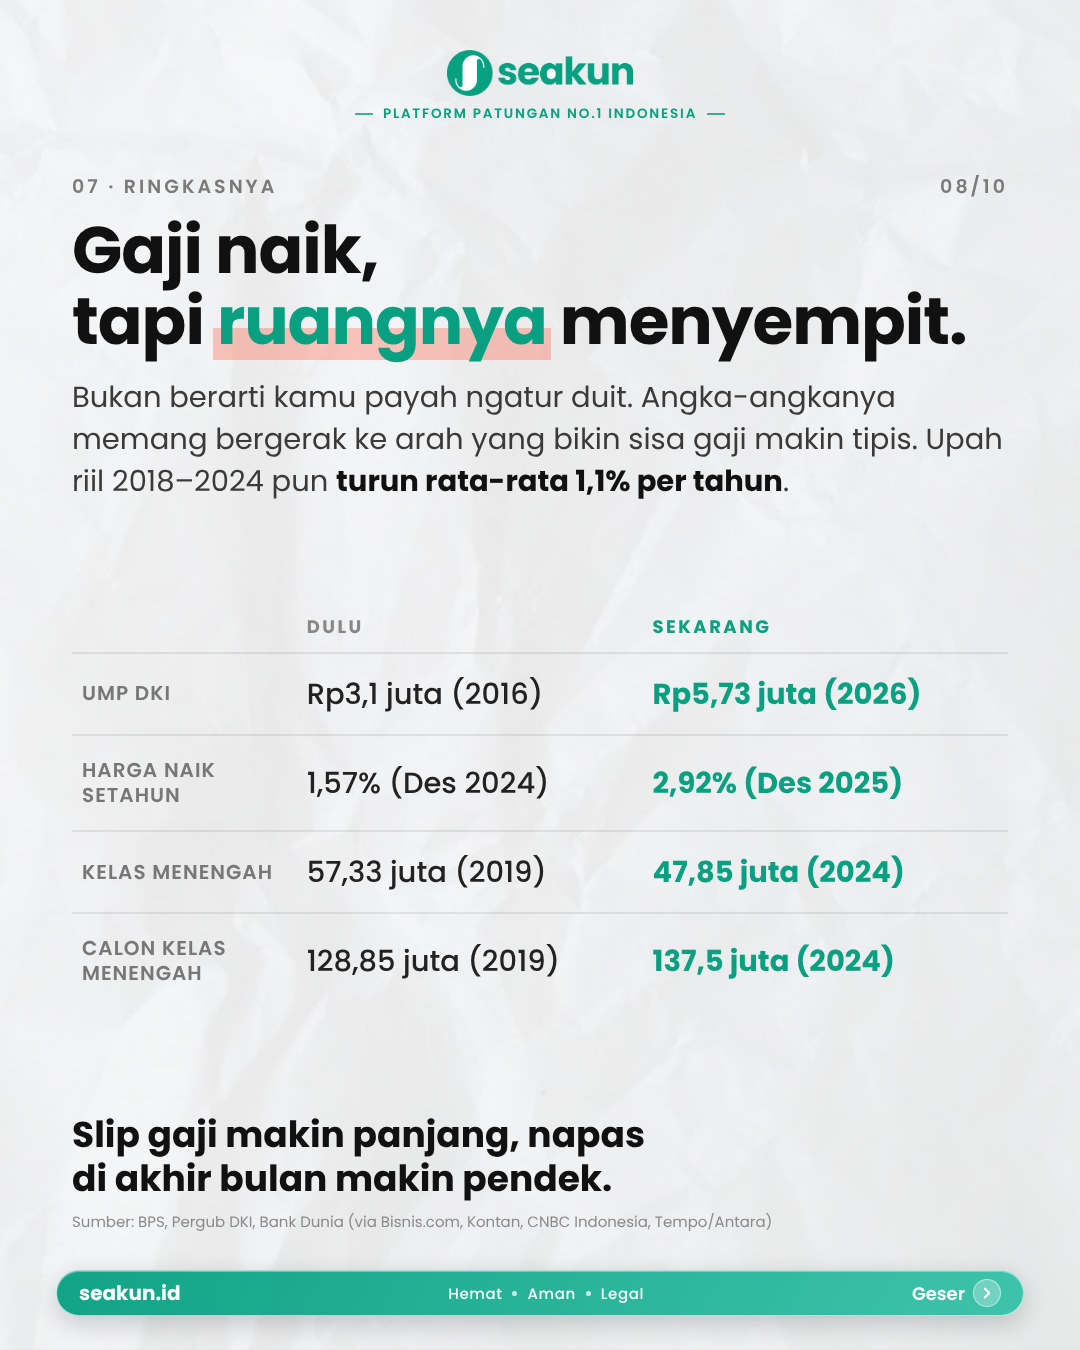 seakun
PLATFORM PATUNGAN NO.1 INDONESIA
07 · RINGKASNYA
08/10
Gaji naik,
tapi ruangnya menyempit.
Bukan berarti kamu payah ngatur duit. Angka-angkanya
memang bergerak ke arah yang bikin sisa gaji makin tipis. Upah
riil 2018–2024 pun turun rata-rata 1,1% per tahun.
DULU SEKARANG
UMP DKI Rp3,1 juta (2016) Rp5,73 juta (2026)
HARGA NAIK
SETAHUN 1,57% (Des 2024) 2,92% (Des 2025)
KELAS MENENGAH 57,33 juta (2019) 47,85 juta (2024)
CALON KELAS
MENENGAH 128,85 juta (2019) 137,5 juta (2024)
Slip gaji makin panjang, napas
di akhir bulan makin pendek.
Sumber: BPS, Pergub DKI, Bank Dunia (via Bisnis.com, Kontan, CNBC Indonesia, Tempo/Antara)
seakun.id Hemat • Aman • Legal Geser